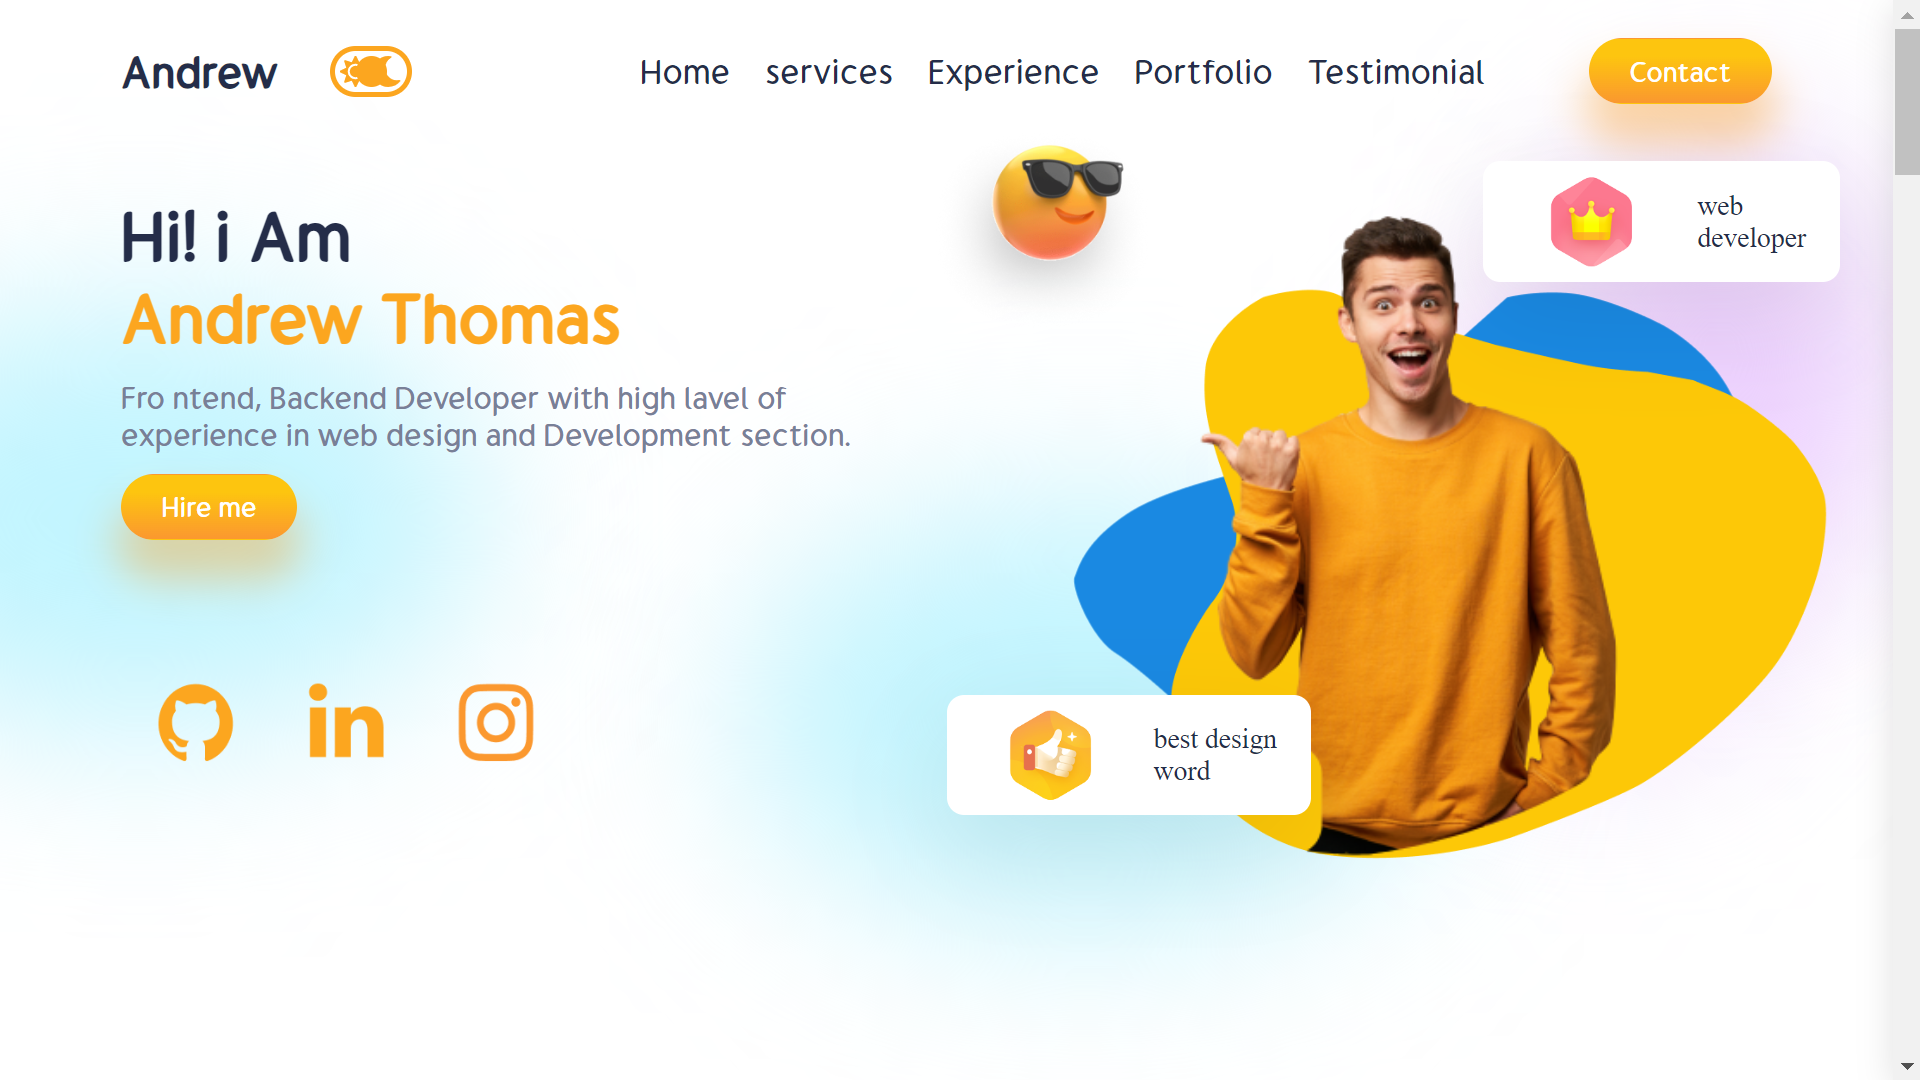 Andrew
Home services Experience Portfolio Testimonial
Contact
Hi! i Am
Andrew Thomas
Fro ntend, Backend Developer with high lavel of
experience in web design and Development section.
Hire me
in
web
developer
best design
word